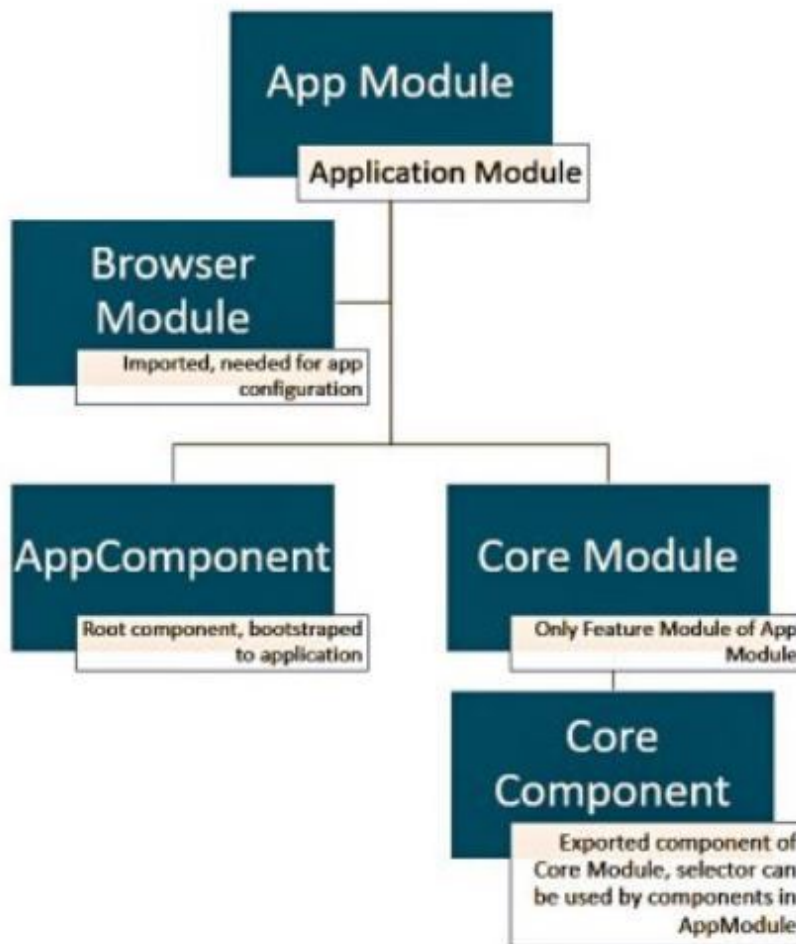 App Module
Application Module
Browser
Module
Imported, needed for app
configuration
AppComponent
Root component, bootstraped
to application
Core Module
Only Feature Module of App
Module
Core
Component
Exported component of
Core Module, selector can
be used by components in
AppModule